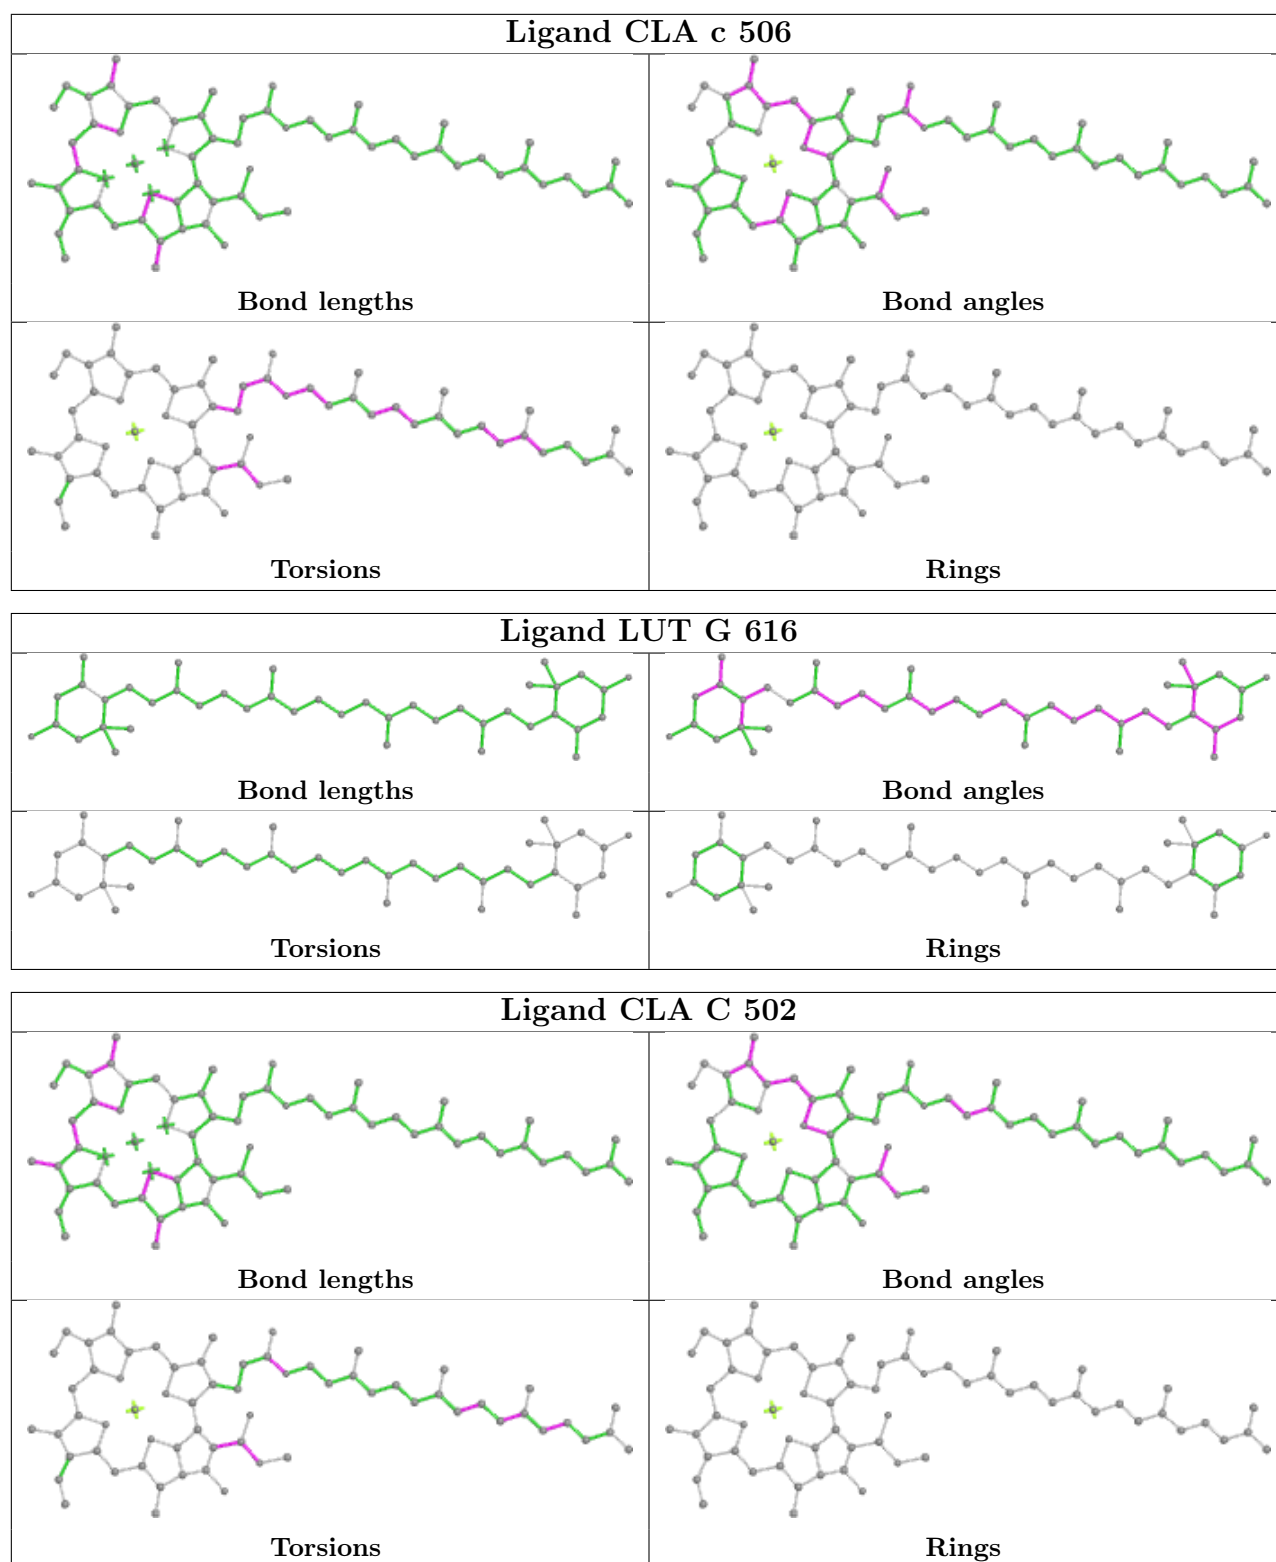 Ligand CLA c 506
Bond lengths
Bond angles
Torsions
Rings
Ligand LUT G 616
Bond lengths
Bond angles
Torsions
Rings
Ligand CLA C 502
Bond lengths
Bond angles
Torsions
Rings